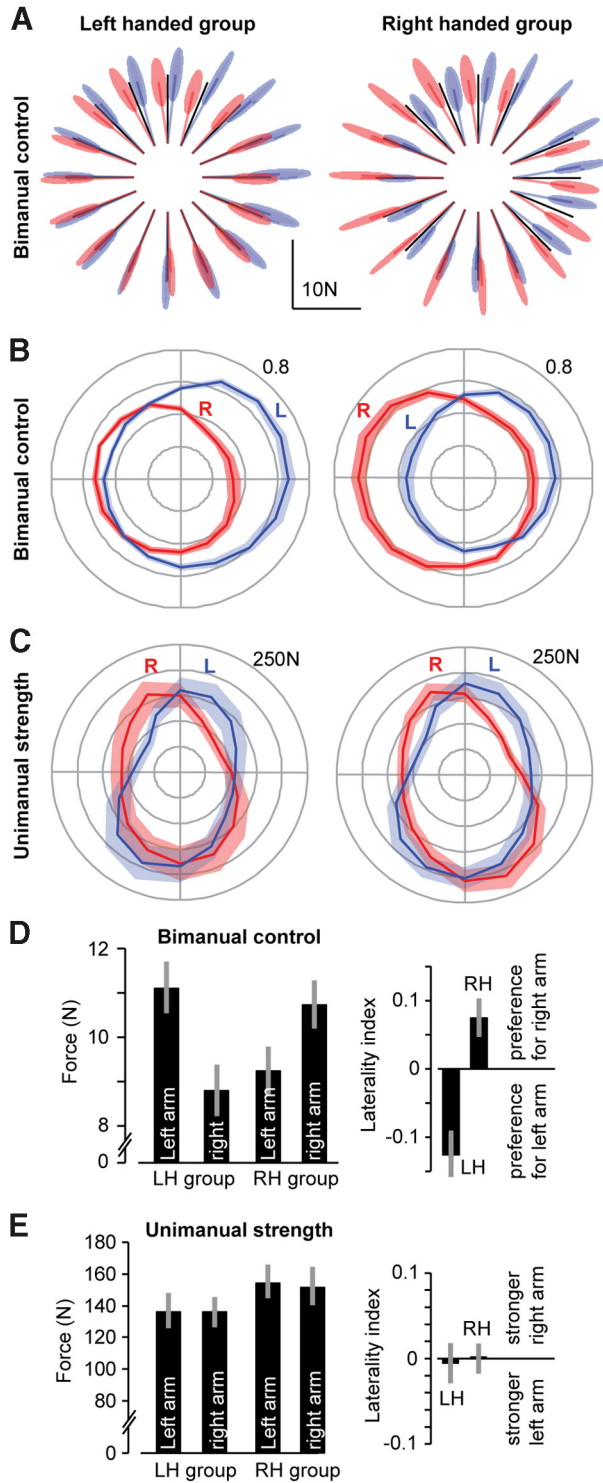 A
Left handed group
Right handed group
Bimanual control
10N
B
Bimanual control
0.8
R
L
0.8
R
L
C
Unimanual strength
R
L
250N
R
L
250N
D
Bimanual control
Force (N)
12
11
10
8
0
Left arm
right arm
Left arm
right arm
LH group
RH group
Laterality index
0.1
0
-0.1
RH
LH
preference
for right arm
preference
for left arm
E
Unimanual strength
Force (N)
180
160
140
120
100
80
0
Left arm
right arm
Left arm
right arm
LH group
RH group
Laterality index
0.1
0
-0.1
RH
LH
stronger
right arm
stronger
left arm